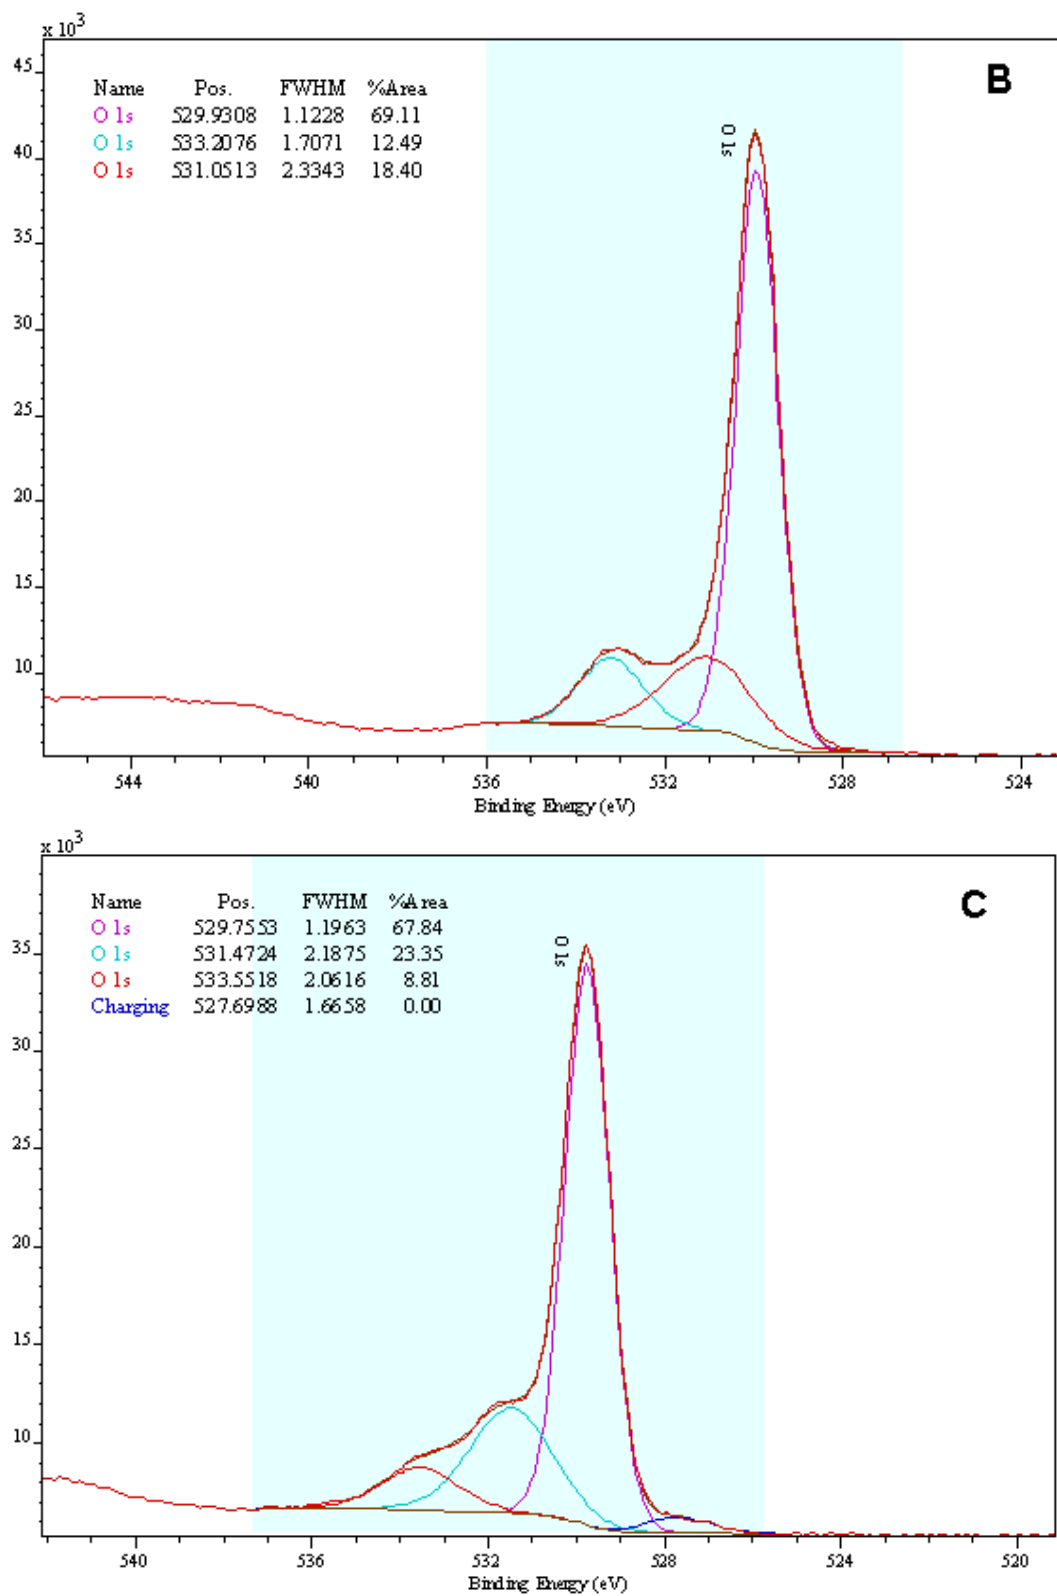 x 10³
B
Name Pos. FWHM %Area
O 1s 529.9308 1.1228 69.11
O 1s 533.2076 1.7071 12.49
O 1s 531.0513 2.3343 18.40
O 1s
45
40
35
30
25
20
15
10
544 540 536 532 528 524
Binding Energy (eV)
x 10³
C
Name Pos. FWHM %Area
O 1s 529.7553 1.1963 67.84
O 1s 531.4724 2.1875 23.35
O 1s 533.5518 2.0616 8.81
Charging 527.6988 1.6658 0.00
O 1s
35
30
25
20
15
10
540 536 532 528 524 520
Binding Energy (eV)